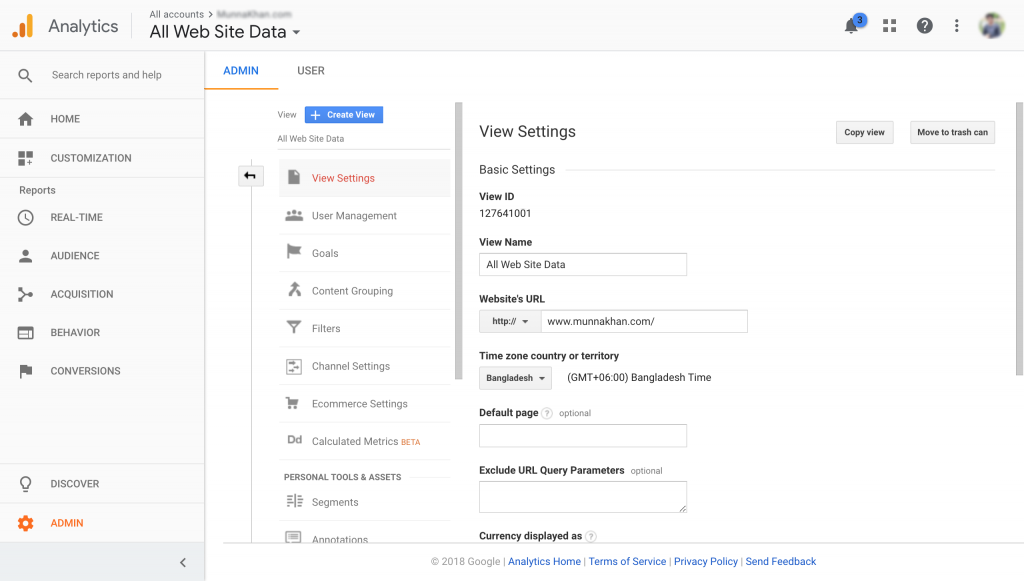 Analytics
All accounts >
All Web Site Data
3
Search reports and help
HOME
CUSTOMIZATION
Reports
REAL-TIME
AUDIENCE
ACQUISITION
BEHAVIOR
CONVERSIONS
DISCOVER
ADMIN
ADMIN USER
View + Create View
All Web Site Data
View Settings
User Management
Goals
Content Grouping
Filters
Channel Settings
Ecommerce Settings
Dd Calculated Metrics BETA
PERSONAL TOOLS & ASSETS
Segments
Annotations
View Settings
Copy view
Move to trash can
Basic Settings
View ID
127641001
View Name
All Web Site Data
Website's URL
http:// www.munnakhan.com/
Time zone country or territory
Bangladesh (GMT+06:00) Bangladesh Time
Default page ? optional
Exclude URL Query Parameters optional
Currency displayed as ?
© 2018 Google | Analytics Home | Terms of Service | Privacy Policy | Send Feedback